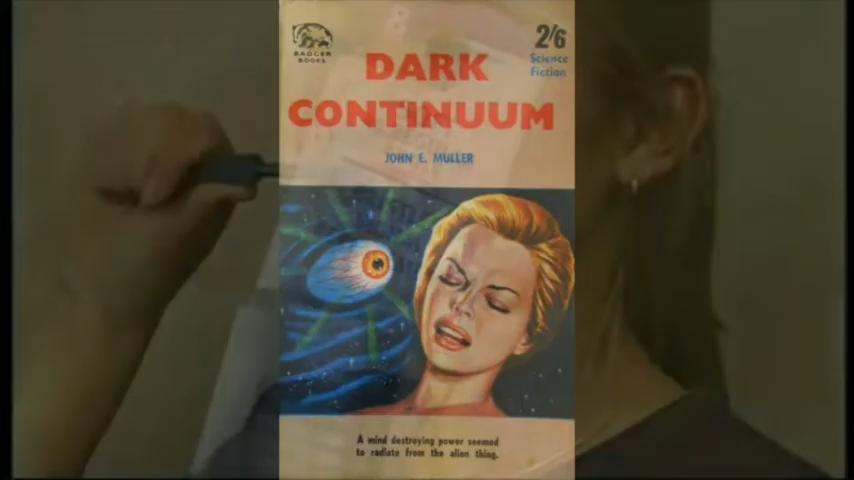 BADGER
BOOKS
2/6
Science
Fiction
DARK
CONTINUUM
JOHN E. MULLER
A mind destroying power seemed
to radiate from the alien thing.